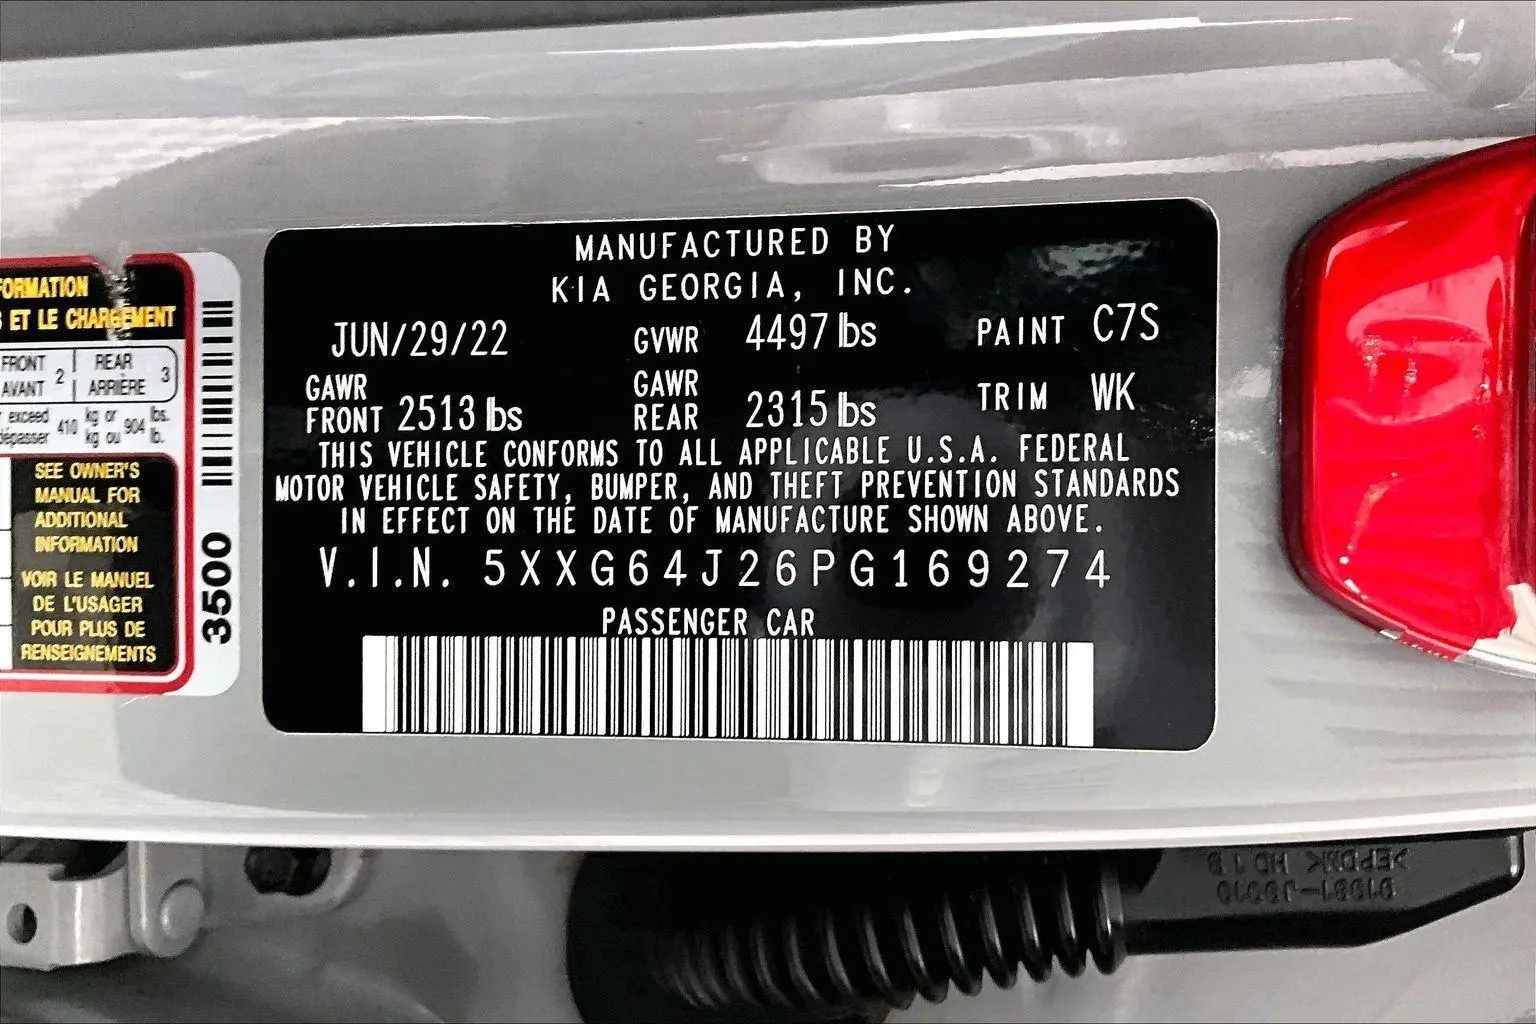 MANUFACTURED BY
KIA GEORGIA, INC.
JUN/29/22 GVWR 4497 lbs PAINT C7S
GAWR FRONT 2513 lbs GAWR REAR 2315 lbs TRIM WK
THIS VEHICLE CONFORMS TO ALL APPLICABLE U.S.A. FEDERAL
MOTOR VEHICLE SAFETY, BUMPER, AND THEFT PREVENTION STANDARDS
IN EFFECT ON THE DATE OF MANUFACTURE SHOWN ABOVE.
V.I.N. 5XXG64J26PG169274
PASSENGER CAR
ORMATION
ET LE CHARGEMENT
FRONT REAR
AVANT 2 ARRIÈRE 3
exceed 410 kg or 904 lbs.
dépasser kg ou lb.
SEE OWNER'S
MANUAL FOR
ADDITIONAL
INFORMATION
VOIR LE MANUEL
DE L'USAGER
POUR PLUS DE
RENSEIGNEMENTS
3500
>EPDM<